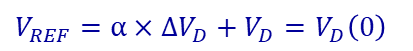 V_REF = α × ΔV_D + V_D = V_D(0)